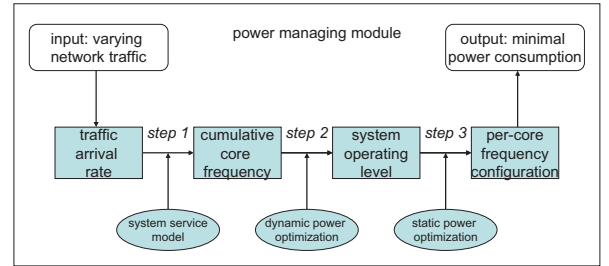 input: varying
network traffic
power managing module
output: minimal
power consumption
traffic
arrival
rate
step 1
cumulative
core
frequency
step 2
system
operating
level
step 3
per-core
frequency
configuration
system service
model
dynamic power
optimization
static power
optimization